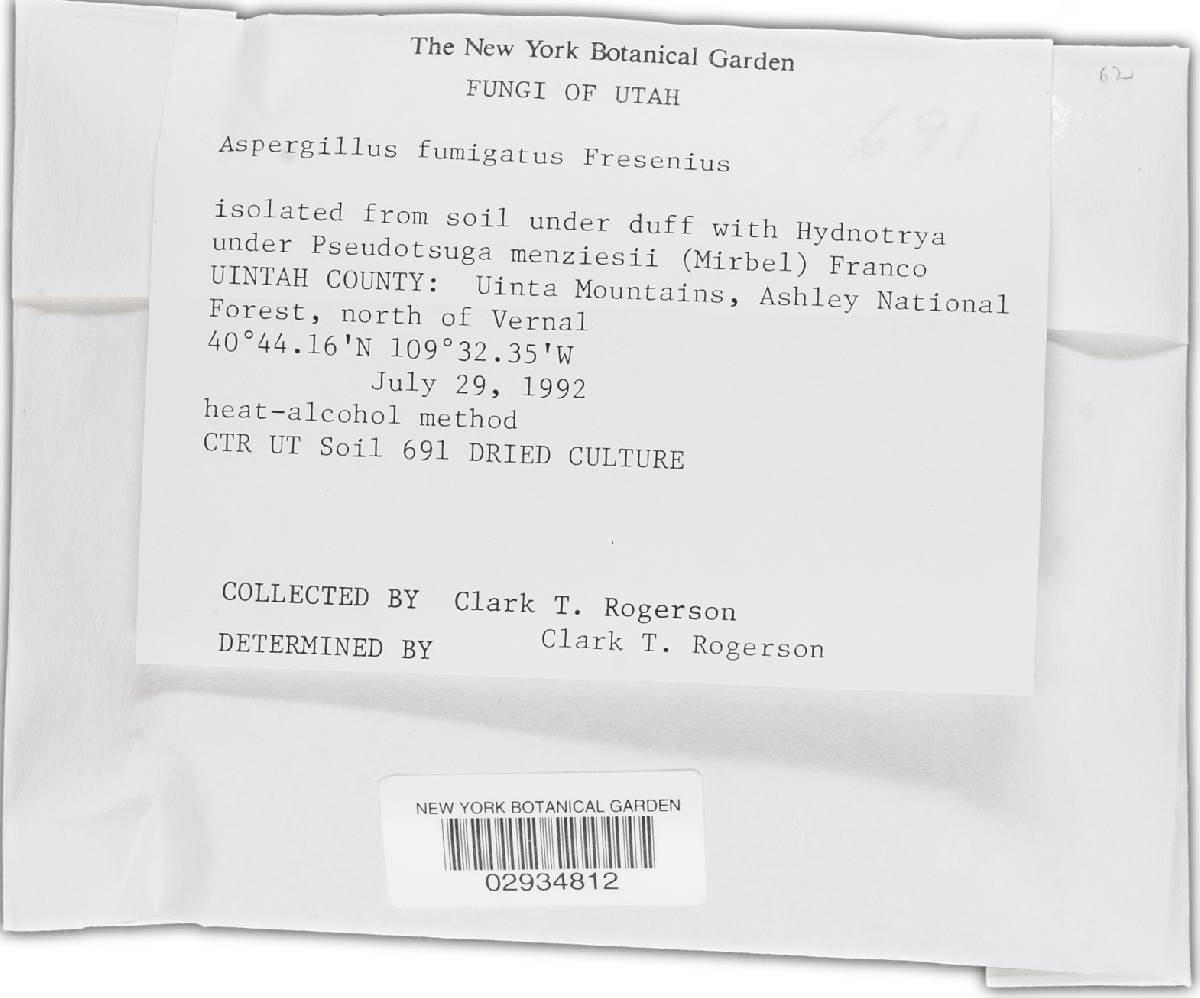 The New York Botanical Garden
62
FUNGI OF UTAH
691
Aspergillus fumigatus Fresenius
isolated from soil under duff with Hydnotrya
under Pseudotsuga menziesii (Mirbel) Franco
UINTAH COUNTY: Uinta Mountains, Ashley National
Forest, north of Vernal
40°44.16'N 109°32.35'W
July 29, 1992
heat-alcohol method
CTR UT Soil 691 DRIED CULTURE
COLLECTED BY Clark T. Rogerson
DETERMINED BY Clark T. Rogerson
NEW YORK BOTANICAL GARDEN
02934812